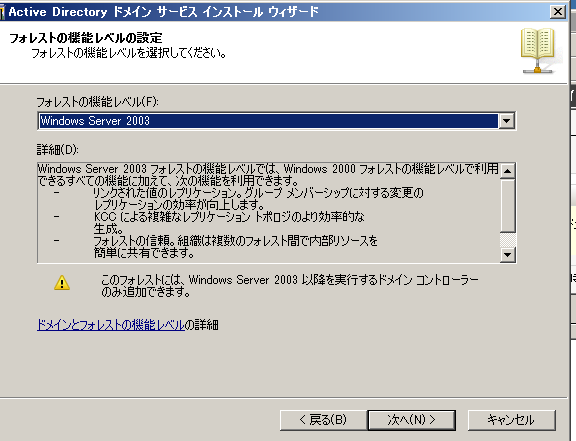 Active Directory ドメイン サービス インストール ウィザード
フォレストの機能レベルの設定
フォレストの機能レベルを選択してください。
フォレストの機能レベル(F):
Windows Server 2003
詳細(D):
Windows Server 2003 フォレストの機能レベルでは、Windows 2000 フォレストの機能レベルで利用
できるすべての機能に加えて、次の機能を利用できます。
- リンクされた値のレプリケーション。グループ メンバーシップに対する変更の
レプリケーションの効率が向上します。
- KCC による複雑なレプリケーション トポロジのより効率的な
生成。
- フォレストの信頼。組織は複数のフォレスト間で内部リソースを
簡単に共有できます。
このフォレストには、Windows Server 2003 以降を実行するドメイン コントローラー
のみ追加できます。
ドメインとフォレストの機能レベルの詳細
< 戻る(B)
次へ(N) >
キャンセル